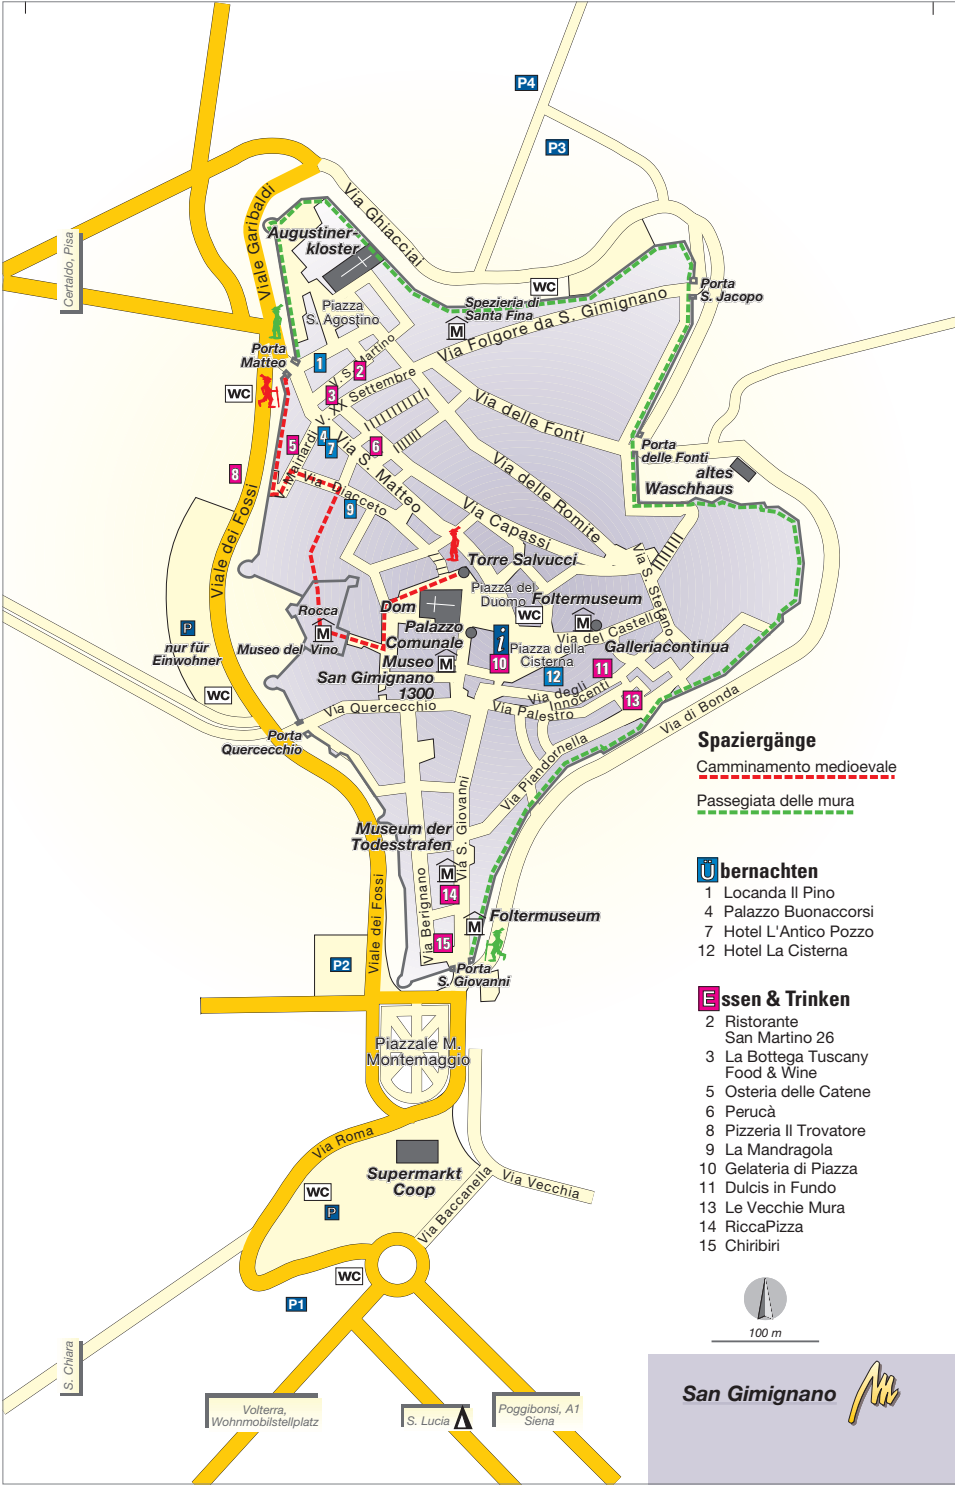 P4
P3
Via Ghiacciai
Viale Garibaldi
Certaldo, Pisa
Augustiner-
kloster
WC
Porta
S. Jacopo
Spezieria di
Santa Fina
M
Piazza
S. Agostino
Via Folgore da S. Gimignano
Porta
Matteo
1
V. S. Martino
2
WC
3
V. XX Settembre
Via delle Fonti
4
7
5
6
V. Mainardi
Via S. Matteo
Porta
delle Fonti
altes
Waschhaus
8
Via Diacceto
9
Via delle Romite
Via Capassi
Viale dei Fossi
Via S. Stefano
Torre Salvucci
Piazza del
Duomo
Foltermuseum
WC
M
Rocca
Dom
P
nur für
Einwohner
M
Museo del Vino
Palazzo
Comunale
i
Via del Castello
Galleriacontinua
Piazza della
Cisterna
10
11
12
Museo
San Gimignano
1300
M
WC
Via degli
Innocenti
13
Via Quercecchio
Via Palestro
Via di Bonda
Porta
Quercecchio
Via Piandornella
Via S. Giovanni
Museum der
Todesstrafen
M
14
Via Berignano
Foltermuseum
M
15
Viale dei Fossi
P2
Porta
S. Giovanni
Piazzale M.
Montemaggio
Via Roma
Supermarkt
Coop
Via Vecchia
Via Baccanella
WC
P
WC
P1
S. Chiara
Volterra,
Wohnmobilstellplatz
S. Lucia
Poggibonsi, A1
Siena
Spaziergänge
Camminamento medioevale
Passegiata delle mura
Übernachten
1 Locanda Il Pino
4 Palazzo Buonaccorsi
7 Hotel L'Antico Pozzo
12 Hotel La Cisterna
Essen & Trinken
2 Ristorante
San Martino 26
3 La Bottega Tuscany
Food & Wine
5 Osteria delle Catene
6 Perucà
8 Pizzeria Il Trovatore
9 La Mandragola
10 Gelateria di Piazza
11 Dulcis in Fundo
13 Le Vecchie Mura
14 RiccaPizza
15 Chiribiri
100 m
San Gimignano